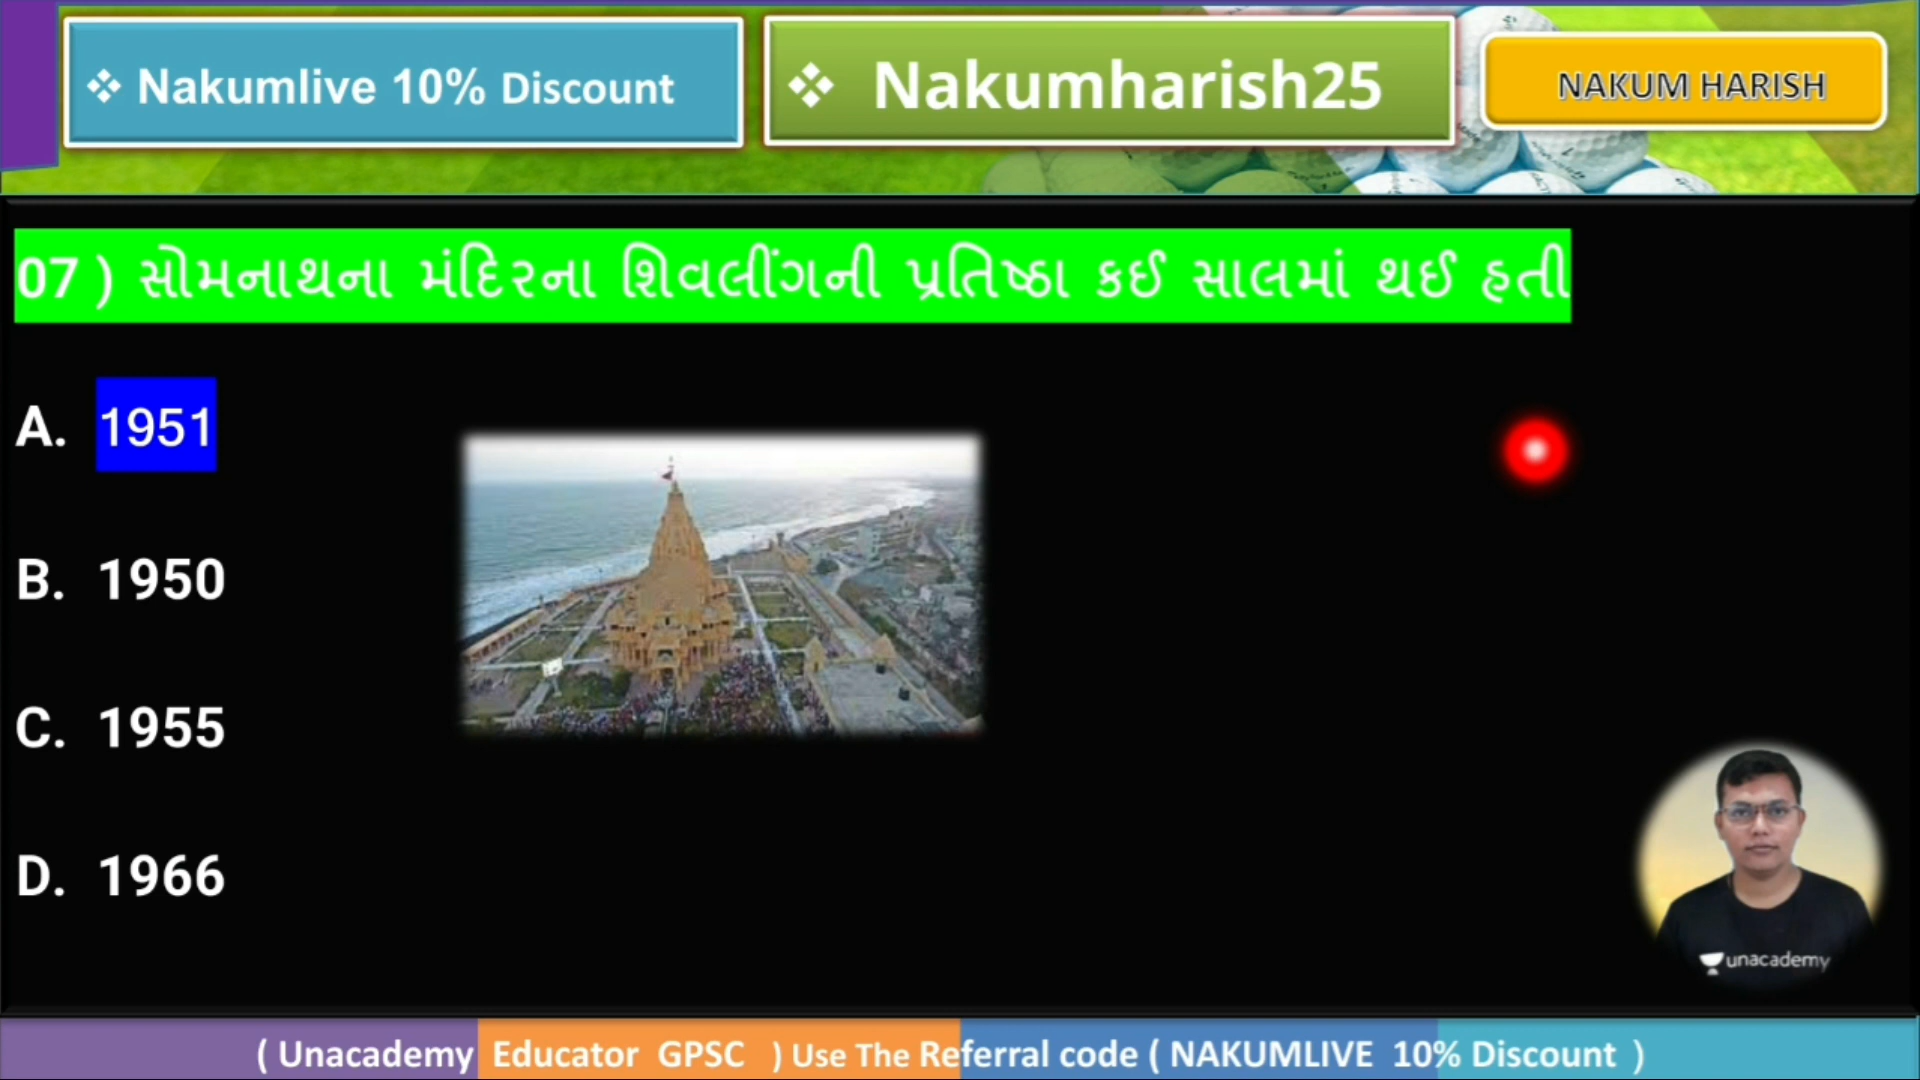 ❖ Nakumlive 10% Discount
❖ Nakumharish25
NAKUM HARISH
07 ) સોમનાથના મંદિરના શિવલીંગની પ્રતિષ્ઠા કઈ સાલમાં થઈ હતી
A. 1951
B. 1950
C. 1955
D. 1966
unacademy
( Unacademy Educator GPSC ) Use The Referral code ( NAKUMLIVE 10% Discount )